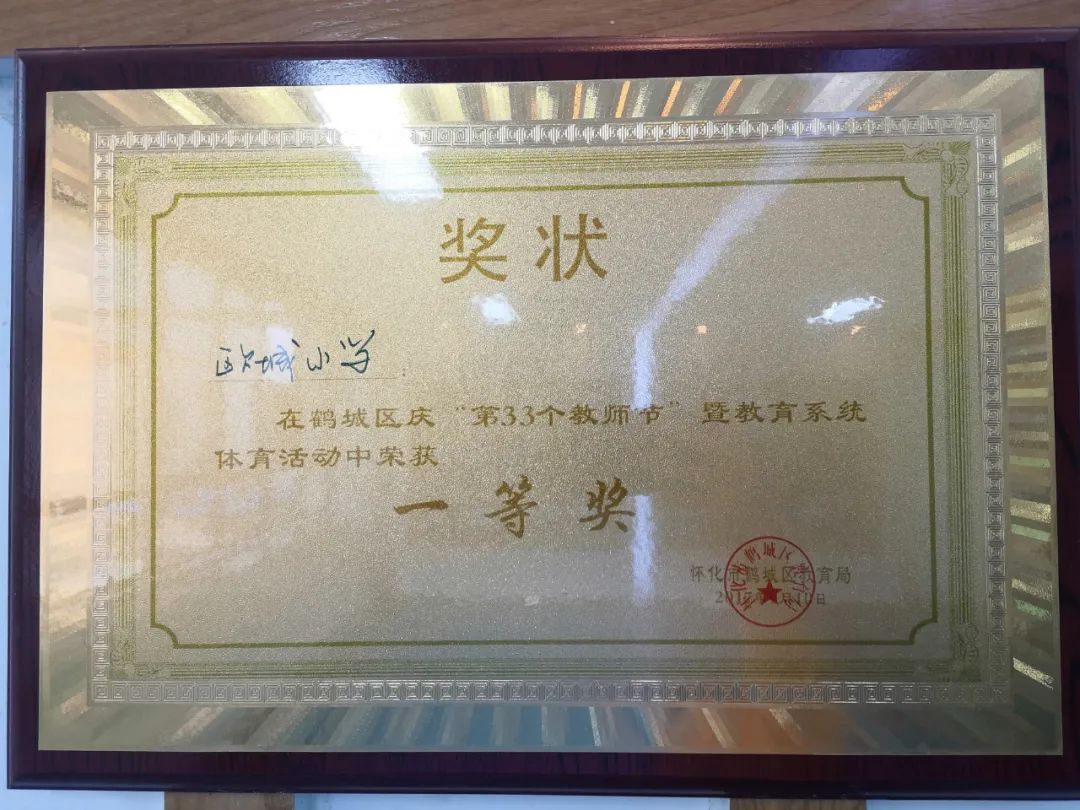 奖状
欧城小学
在鹤城区庆“第33个教师节”暨教育系统
体育活动中荣获
一等奖
怀化市鹤城区教育局